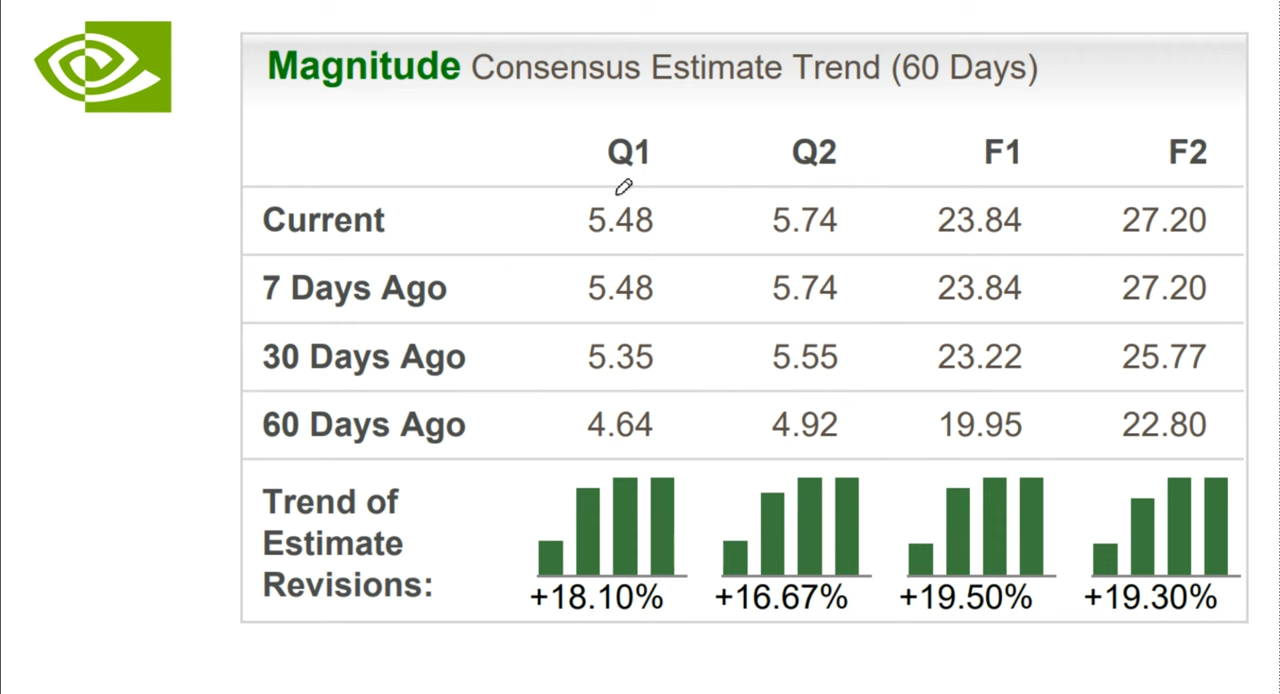 Magnitude Consensus Estimate Trend (60 Days)
Q1 Q2 F1 F2
Current 5.48 5.74 23.84 27.20
7 Days Ago 5.48 5.74 23.84 27.20
30 Days Ago 5.35 5.55 23.22 25.77
60 Days Ago 4.64 4.92 19.95 22.80
Trend of
Estimate
Revisions:
+18.10% +16.67% +19.50% +19.30%